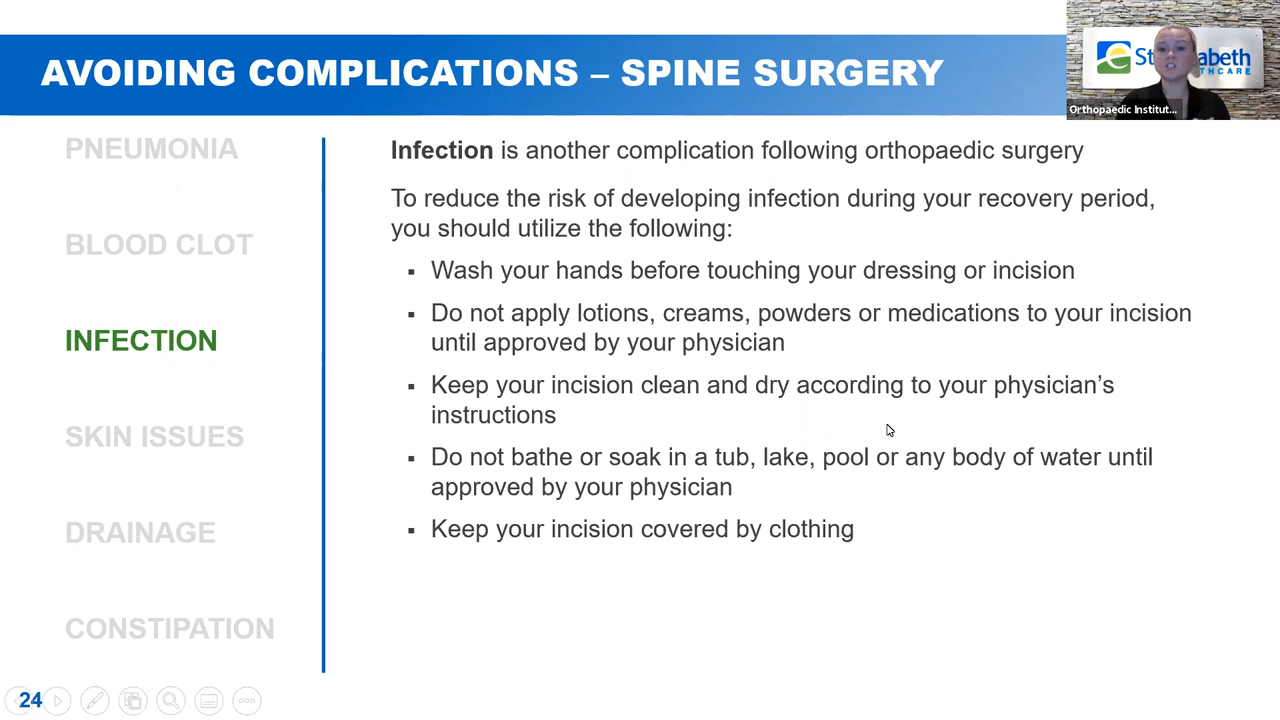 AVOIDING COMPLICATIONS – SPINE SURGERY
St
abeth
THCARE
Orthopaedic Institut...
PNEUMONIA
BLOOD CLOT
INFECTION
SKIN ISSUES
DRAINAGE
CONSTIPATION
Infection is another complication following orthopaedic surgery
To reduce the risk of developing infection during your recovery period,
you should utilize the following:
▪ Wash your hands before touching your dressing or incision
▪ Do not apply lotions, creams, powders or medications to your incision
until approved by your physician
▪ Keep your incision clean and dry according to your physician’s
instructions
▪ Do not bathe or soak in a tub, lake, pool or any body of water until
approved by your physician
▪ Keep your incision covered by clothing
24